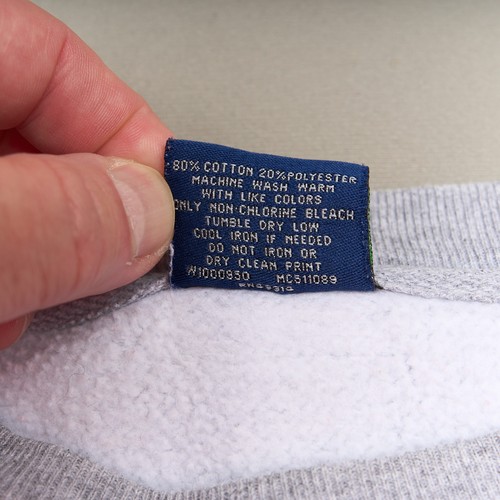 80% COTTON 20% POLYESTER
MACHINE WASH WARM
WITH LIKE COLORS
ONLY NON-CHLORINE BLEACH
TUMBLE DRY LOW
COOL IRON IF NEEDED
DO NOT IRON OR
DRY CLEAN PRINT
W1000950 MC511089